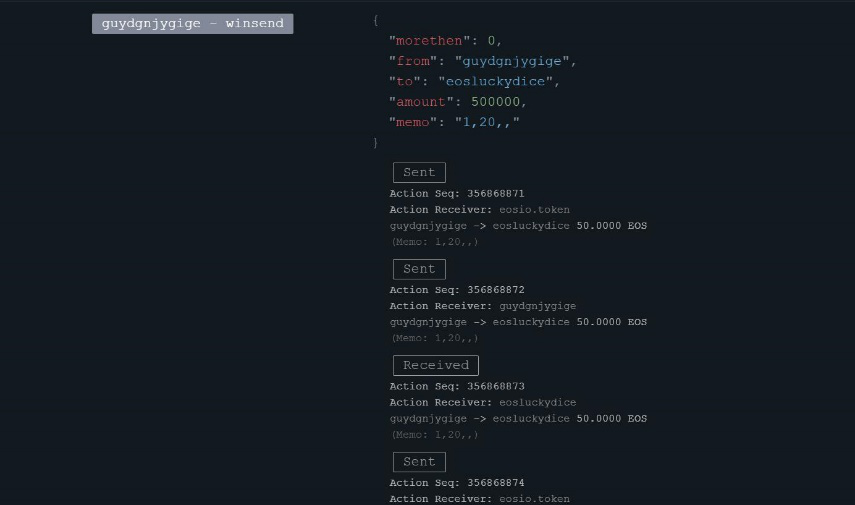 guydgnjygige - winsend
{
"morethen": 0,
"from": "guydgnjygige",
"to": "eosluckydice",
"amount": 500000,
"memo": "1,20,,"
}
Sent
Action Seq: 356868871
Action Receiver: eosio.token
guydgnjygige -> eosluckydice 50.0000 EOS
(Memo: 1,20,,)
Sent
Action Seq: 356868872
Action Receiver: guydgnjygige
guydgnjygige -> eosluckydice 50.0000 EOS
(Memo: 1,20,,)
Received
Action Seq: 356868873
Action Receiver: eosluckydice
guydgnjygige -> eosluckydice 50.0000 EOS
(Memo: 1,20,,)
Sent
Action Seq: 356868874
Action Receiver: eosio.token